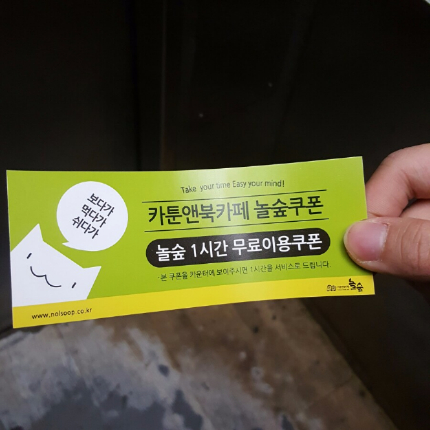 Take your time Easy your mind!
보다가
먹다가
쉬다가
카툰앤북카페 놀숲쿠폰
놀숲 1시간 무료이용쿠폰
본 쿠폰을 카운터에 보여주시면 1시간을 서비스로 드립니다
www.nolsoop.co.kr
놀숲